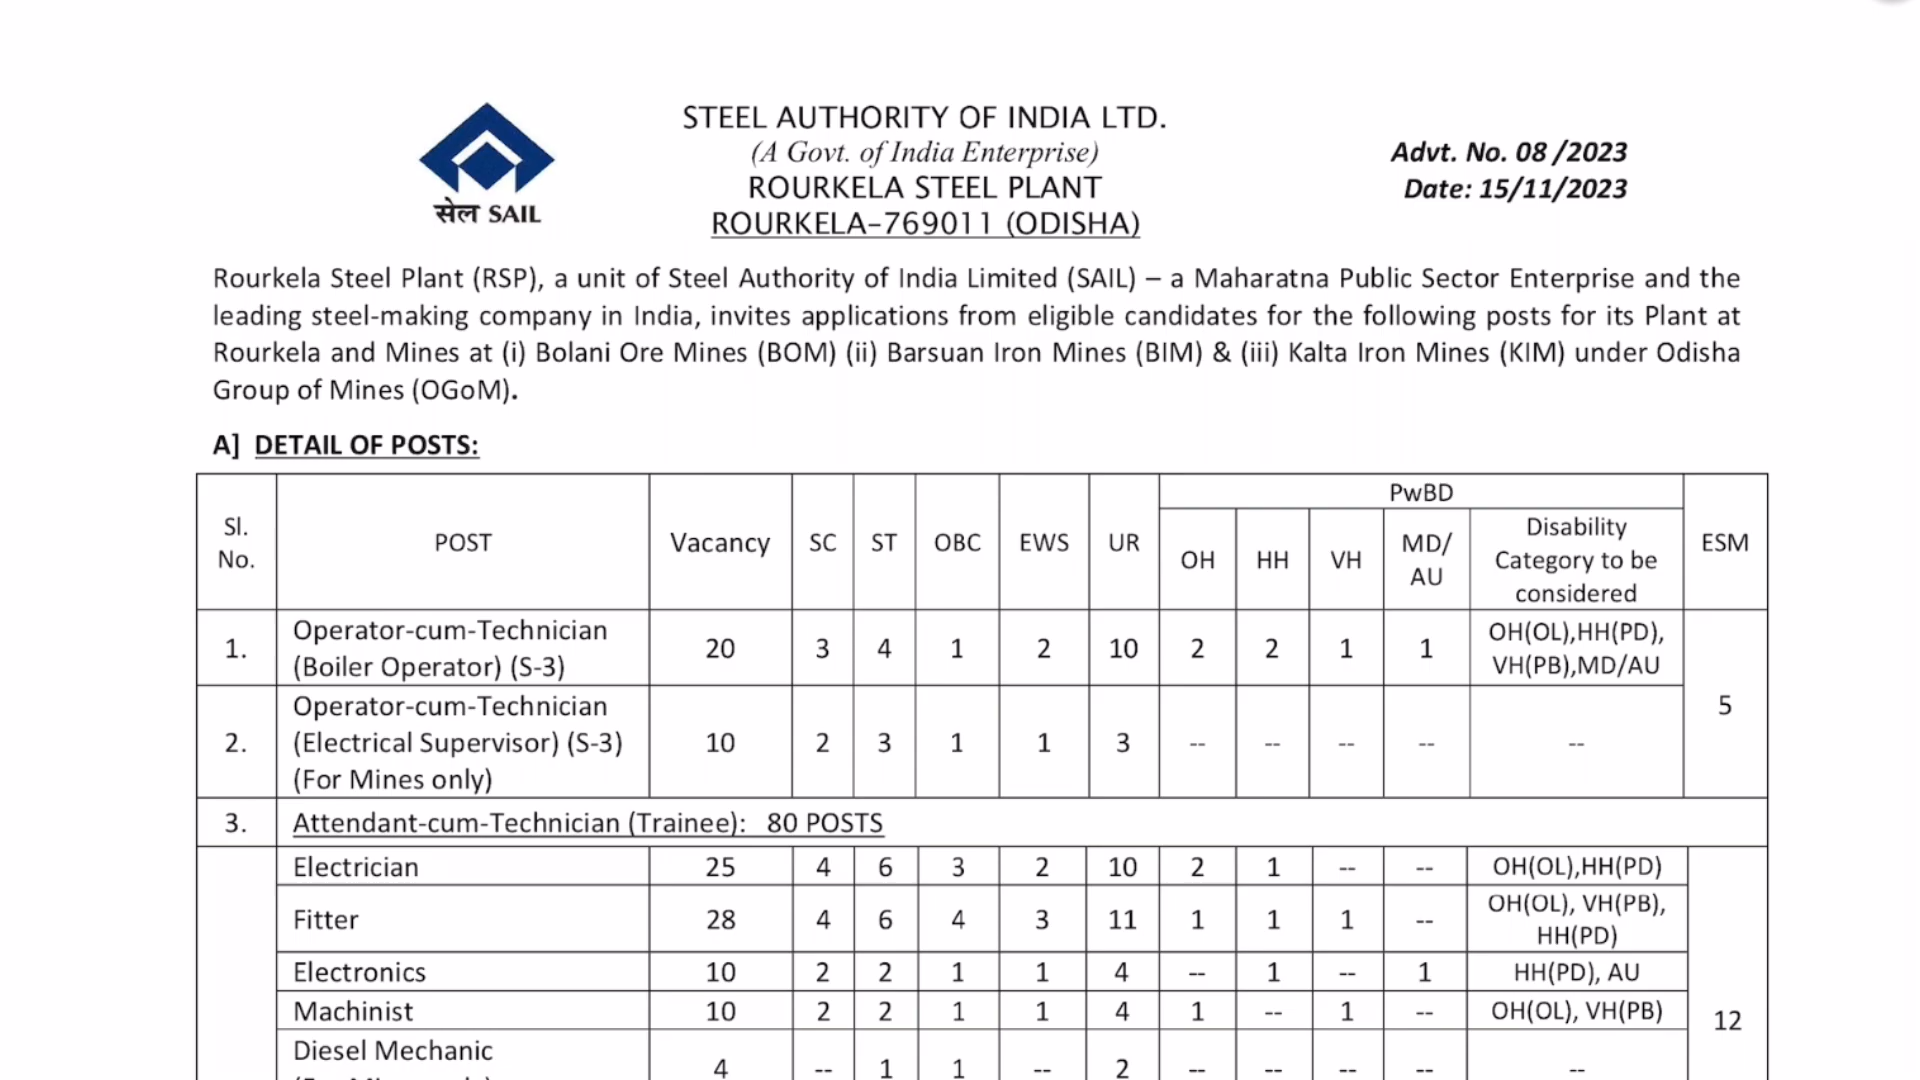 STEEL AUTHORITY OF INDIA LTD.
(A Govt. of India Enterprise)
ROURKELA STEEL PLANT
ROURKELA-769011 (ODISHA)
सेल SAIL
Advt. No. 08 /2023
Date: 15/11/2023
Rourkela Steel Plant (RSP), a unit of Steel Authority of India Limited (SAIL) – a Maharatna Public Sector Enterprise and the
leading steel-making company in India, invites applications from eligible candidates for the following posts for its Plant at
Rourkela and Mines at (i) Bolani Ore Mines (BOM) (ii) Barsuan Iron Mines (BIM) & (iii) Kalta Iron Mines (KIM) under Odisha
Group of Mines (OGoM).
A] DETAIL OF POSTS:
Sl. No. POST Vacancy SC ST OBC EWS UR PwBD ESM
OH HH VH MD/ AU Disability Category to be considered
1. Operator-cum-Technician (Boiler Operator) (S-3) 20 3 4 1 2 10 2 2 1 1 OH(OL),HH(PD), VH(PB),MD/AU 5
2. Operator-cum-Technician (Electrical Supervisor) (S-3) (For Mines only) 10 2 3 1 1 3 -- -- -- -- --
3. Attendant-cum-Technician (Trainee): 80 POSTS
Electrician 25 4 6 3 2 10 2 1 -- -- OH(OL),HH(PD)
Fitter 28 4 6 4 3 11 1 1 1 -- OH(OL), VH(PB), HH(PD)
Electronics 10 2 2 1 1 4 -- 1 -- 1 HH(PD), AU
Machinist 10 2 2 1 1 4 1 -- 1 -- OH(OL), VH(PB) 12
Diesel Mechanic 4 -- 1 1 -- 2 -- -- -- -- --